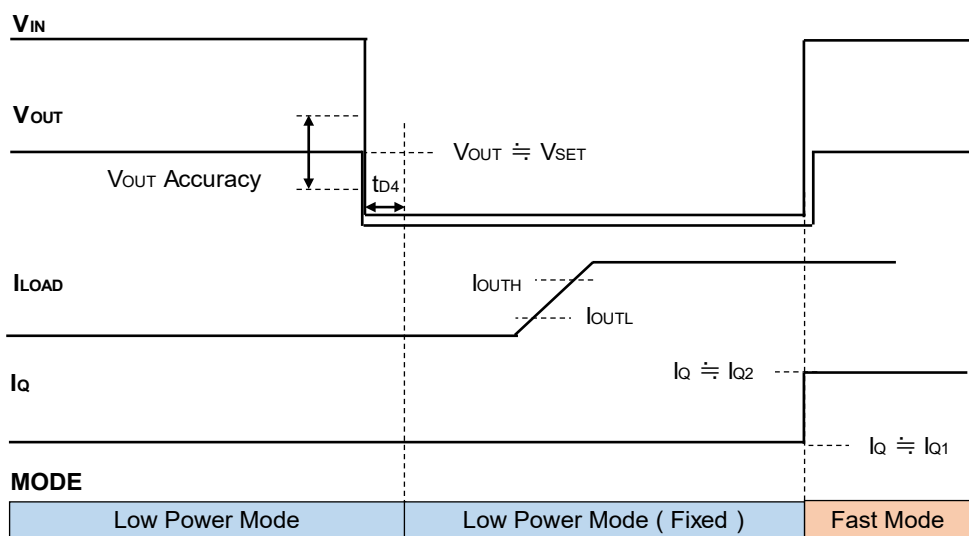 VIN
VOUT
VOUT ≒ VSET
VOUT Accuracy
tD4
ILOAD
IOUTH
IOUTL
IQ
IQ ≒ IQ2
IQ ≒ IQ1
MODE
Low Power Mode
Low Power Mode ( Fixed )
Fast Mode